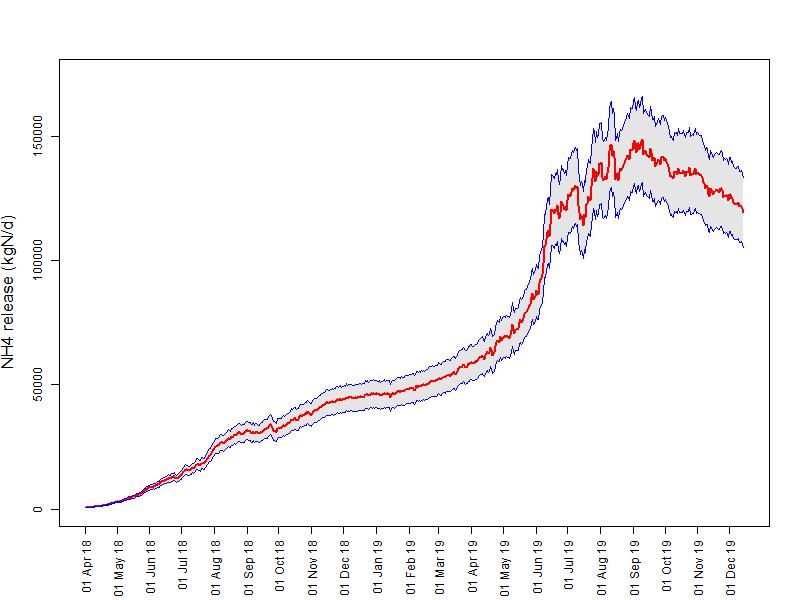 NH4 release (kgN/d)
150000
100000
50000
0
01 Apr 18
01 May 18
01 Jun 18
01 Jul 18
01 Aug 18
01 Sep 18
01 Oct 18
01 Nov 18
01 Dec 18
01 Jan 19
01 Feb 19
01 Mar 19
01 Apr 19
01 May 19
01 Jun 19
01 Jul 19
01 Aug 19
01 Sep 19
01 Oct 19
01 Nov 19
01 Dec 19